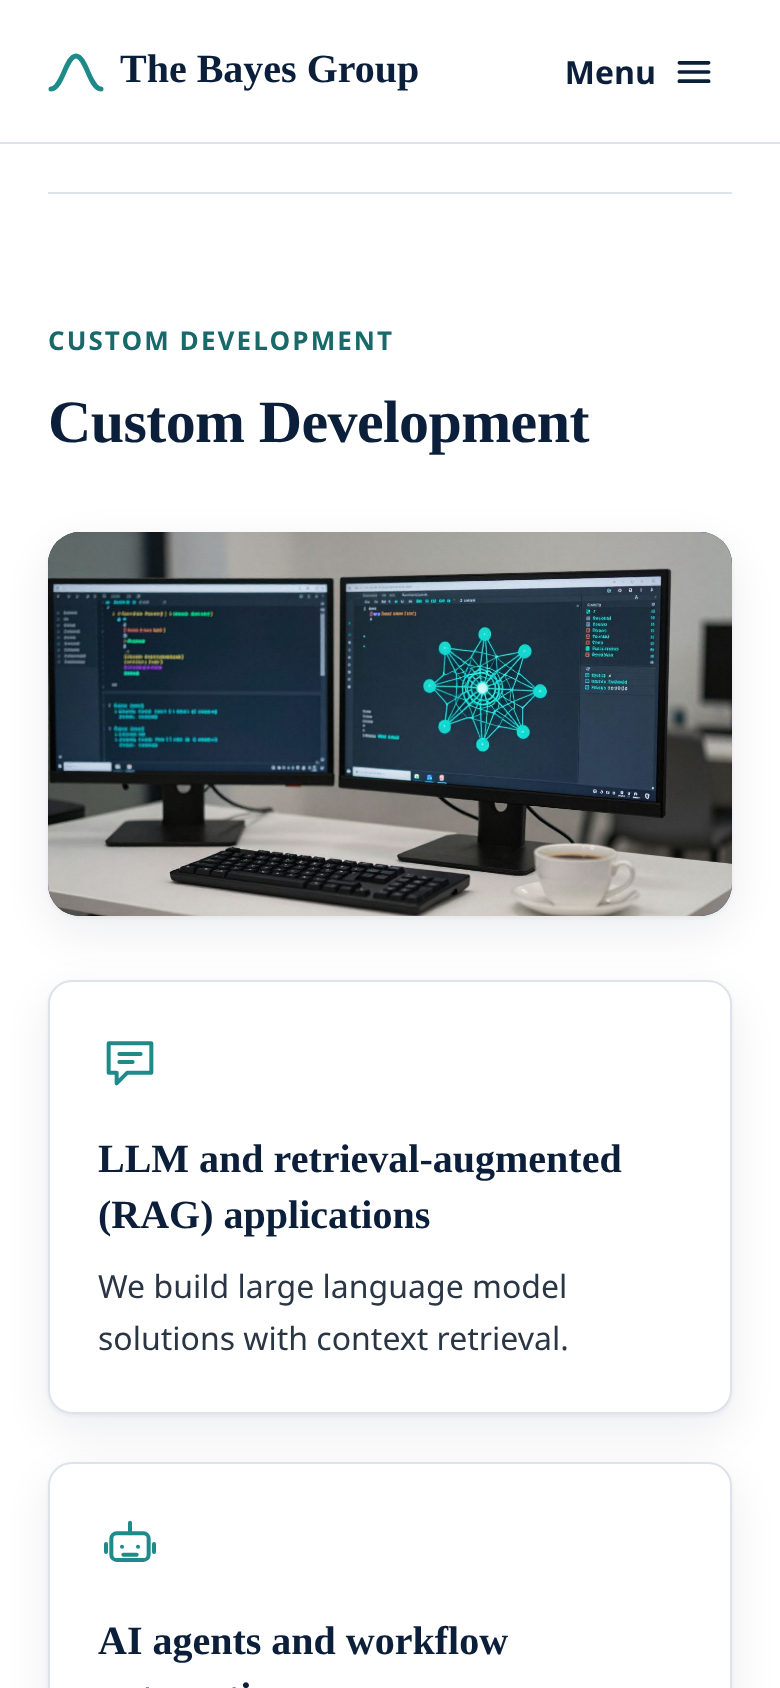 The Bayes Group
Menu
CUSTOM DEVELOPMENT
Custom Development
LLM and retrieval-augmented
(RAG) applications
We build large language model
solutions with context retrieval.
AI agents and workflow